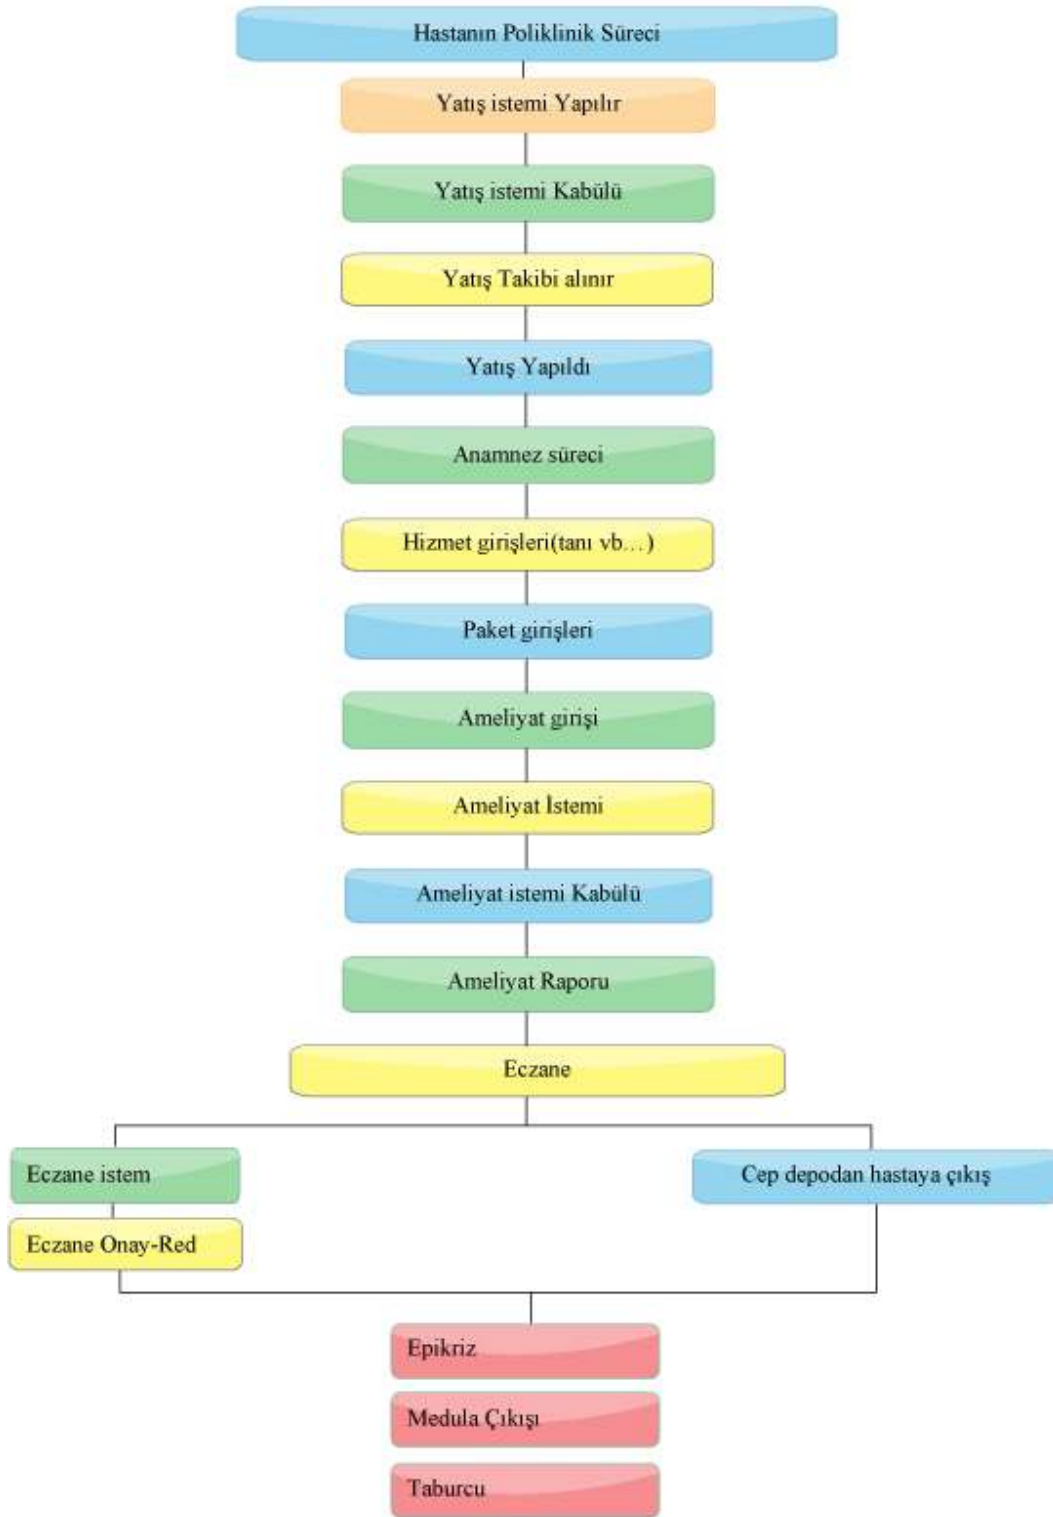 Hastanın Poliklinik Süreci
Yatış istemi Yapılır
Yatış istemi Kabülü
Yatış Takibi alınır
Yatış Yapıldı
Anamnez süreci
Hizmet girişleri(tanı vb…)
Paket girişleri
Ameliyat girişi
Ameliyat İstemi
Ameliyat istemi Kabülü
Ameliyat Raporu
Eczane
Eczane istem
Cep depodan hastaya çıkış
Eczane Onay-Red
Epikriz
Medula Çıkışı
Taburcu